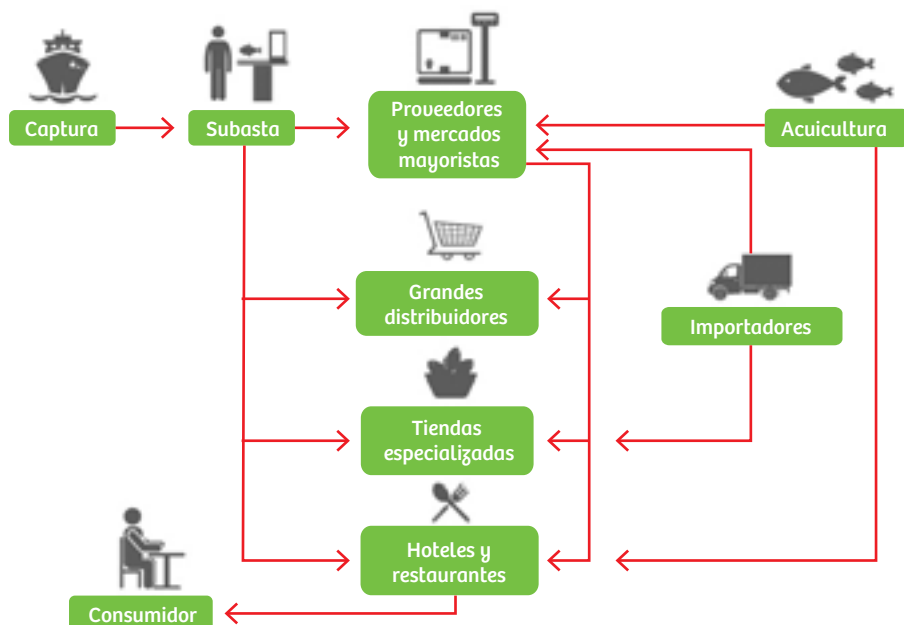 Captura
Subasta
Proveedores
y mercados
mayoristas
Acuicultura
Grandes
distribuidores
Importadores
Tiendas
especializadas
Hoteles y
restaurantes
Consumidor